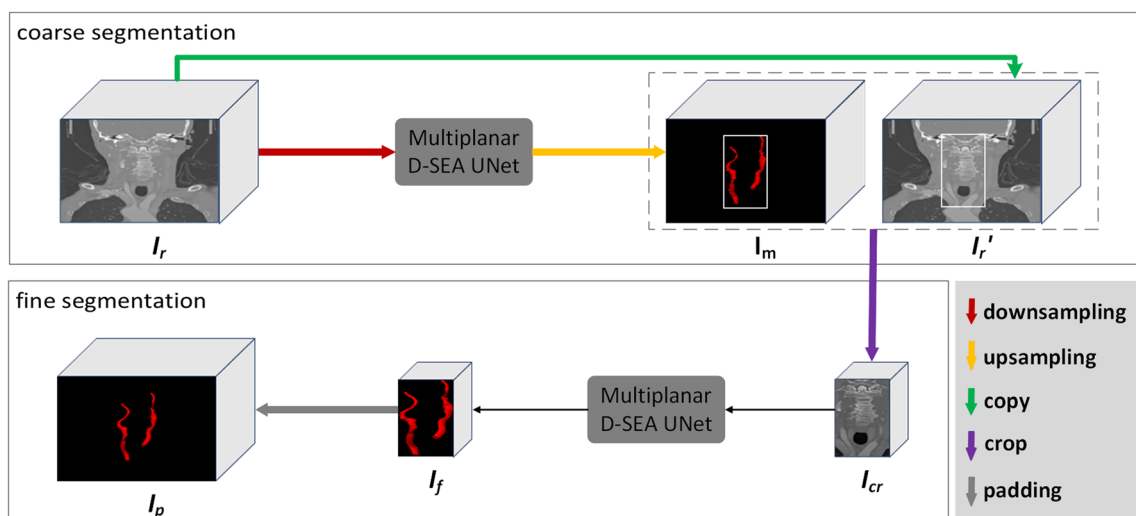 coarse segmentation
Multiplanar
D-SEA UNet
I_r
I_m
I_r'
fine segmentation
Multiplanar
D-SEA UNet
I_p
I_f
I_cr
downsampling
upsampling
copy
crop
padding